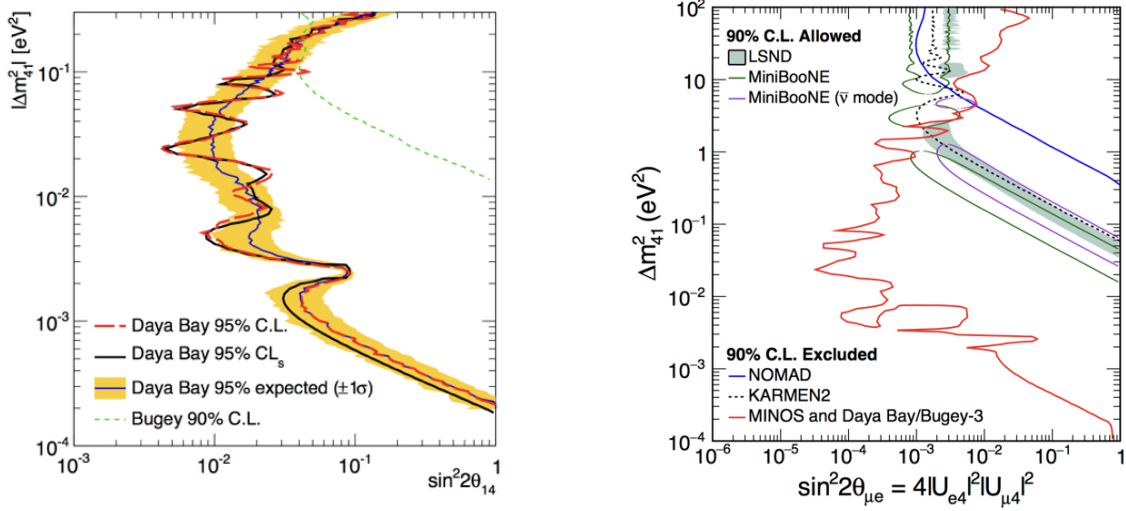 |Δm²₄₁| [eV²]
10⁻¹
10⁻²
10⁻³
10⁻⁴
Daya Bay 95% C.L.
Daya Bay 95% CLₛ
Daya Bay 95% expected (±1σ)
Bugey 90% C.L.
10⁻³ 10⁻² 10⁻¹ 1
sin²2θ₁₄
Δm²₄₁ (eV²)
10²
10
1
10⁻¹
10⁻²
10⁻³
10⁻⁴
90% C.L. Allowed
LSND
MiniBooNE
MiniBooNE (ν̅ mode)
90% C.L. Excluded
NOMAD
KARMEN2
MINOS and Daya Bay/Bugey-3
10⁻⁶ 10⁻⁵ 10⁻⁴ 10⁻³ 10⁻² 10⁻¹ 1
sin²2θμₑ = 4|Uₑ₄|²|Uμ₄|²